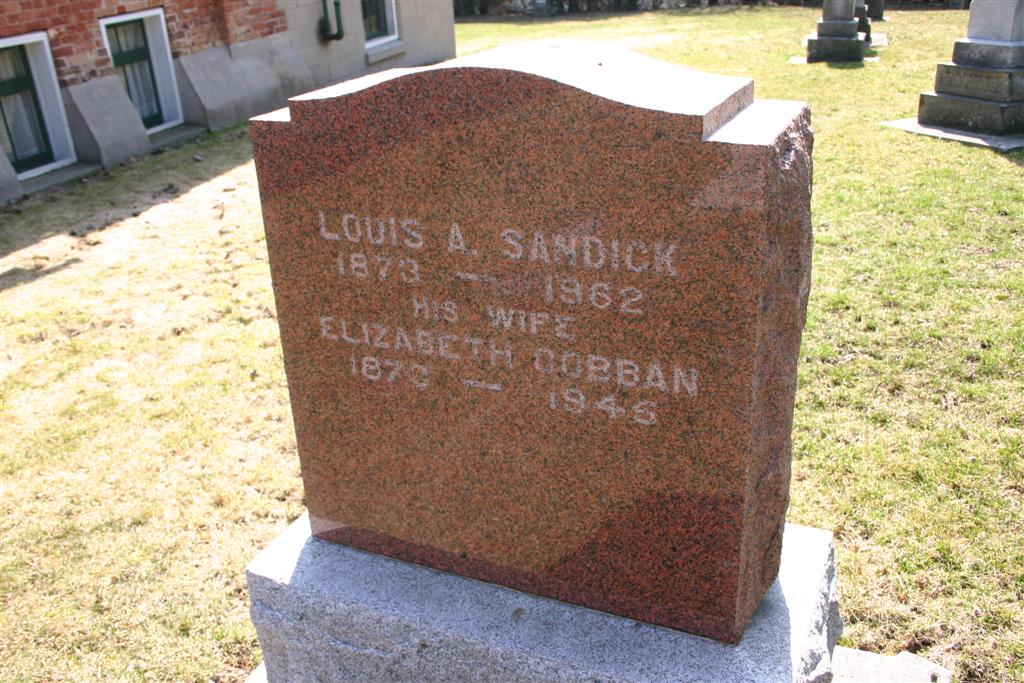 LOUIS A. SANDICK
1873 — 1962
HIS WIFE
ELIZABETH COBBAN
1873 — 1946